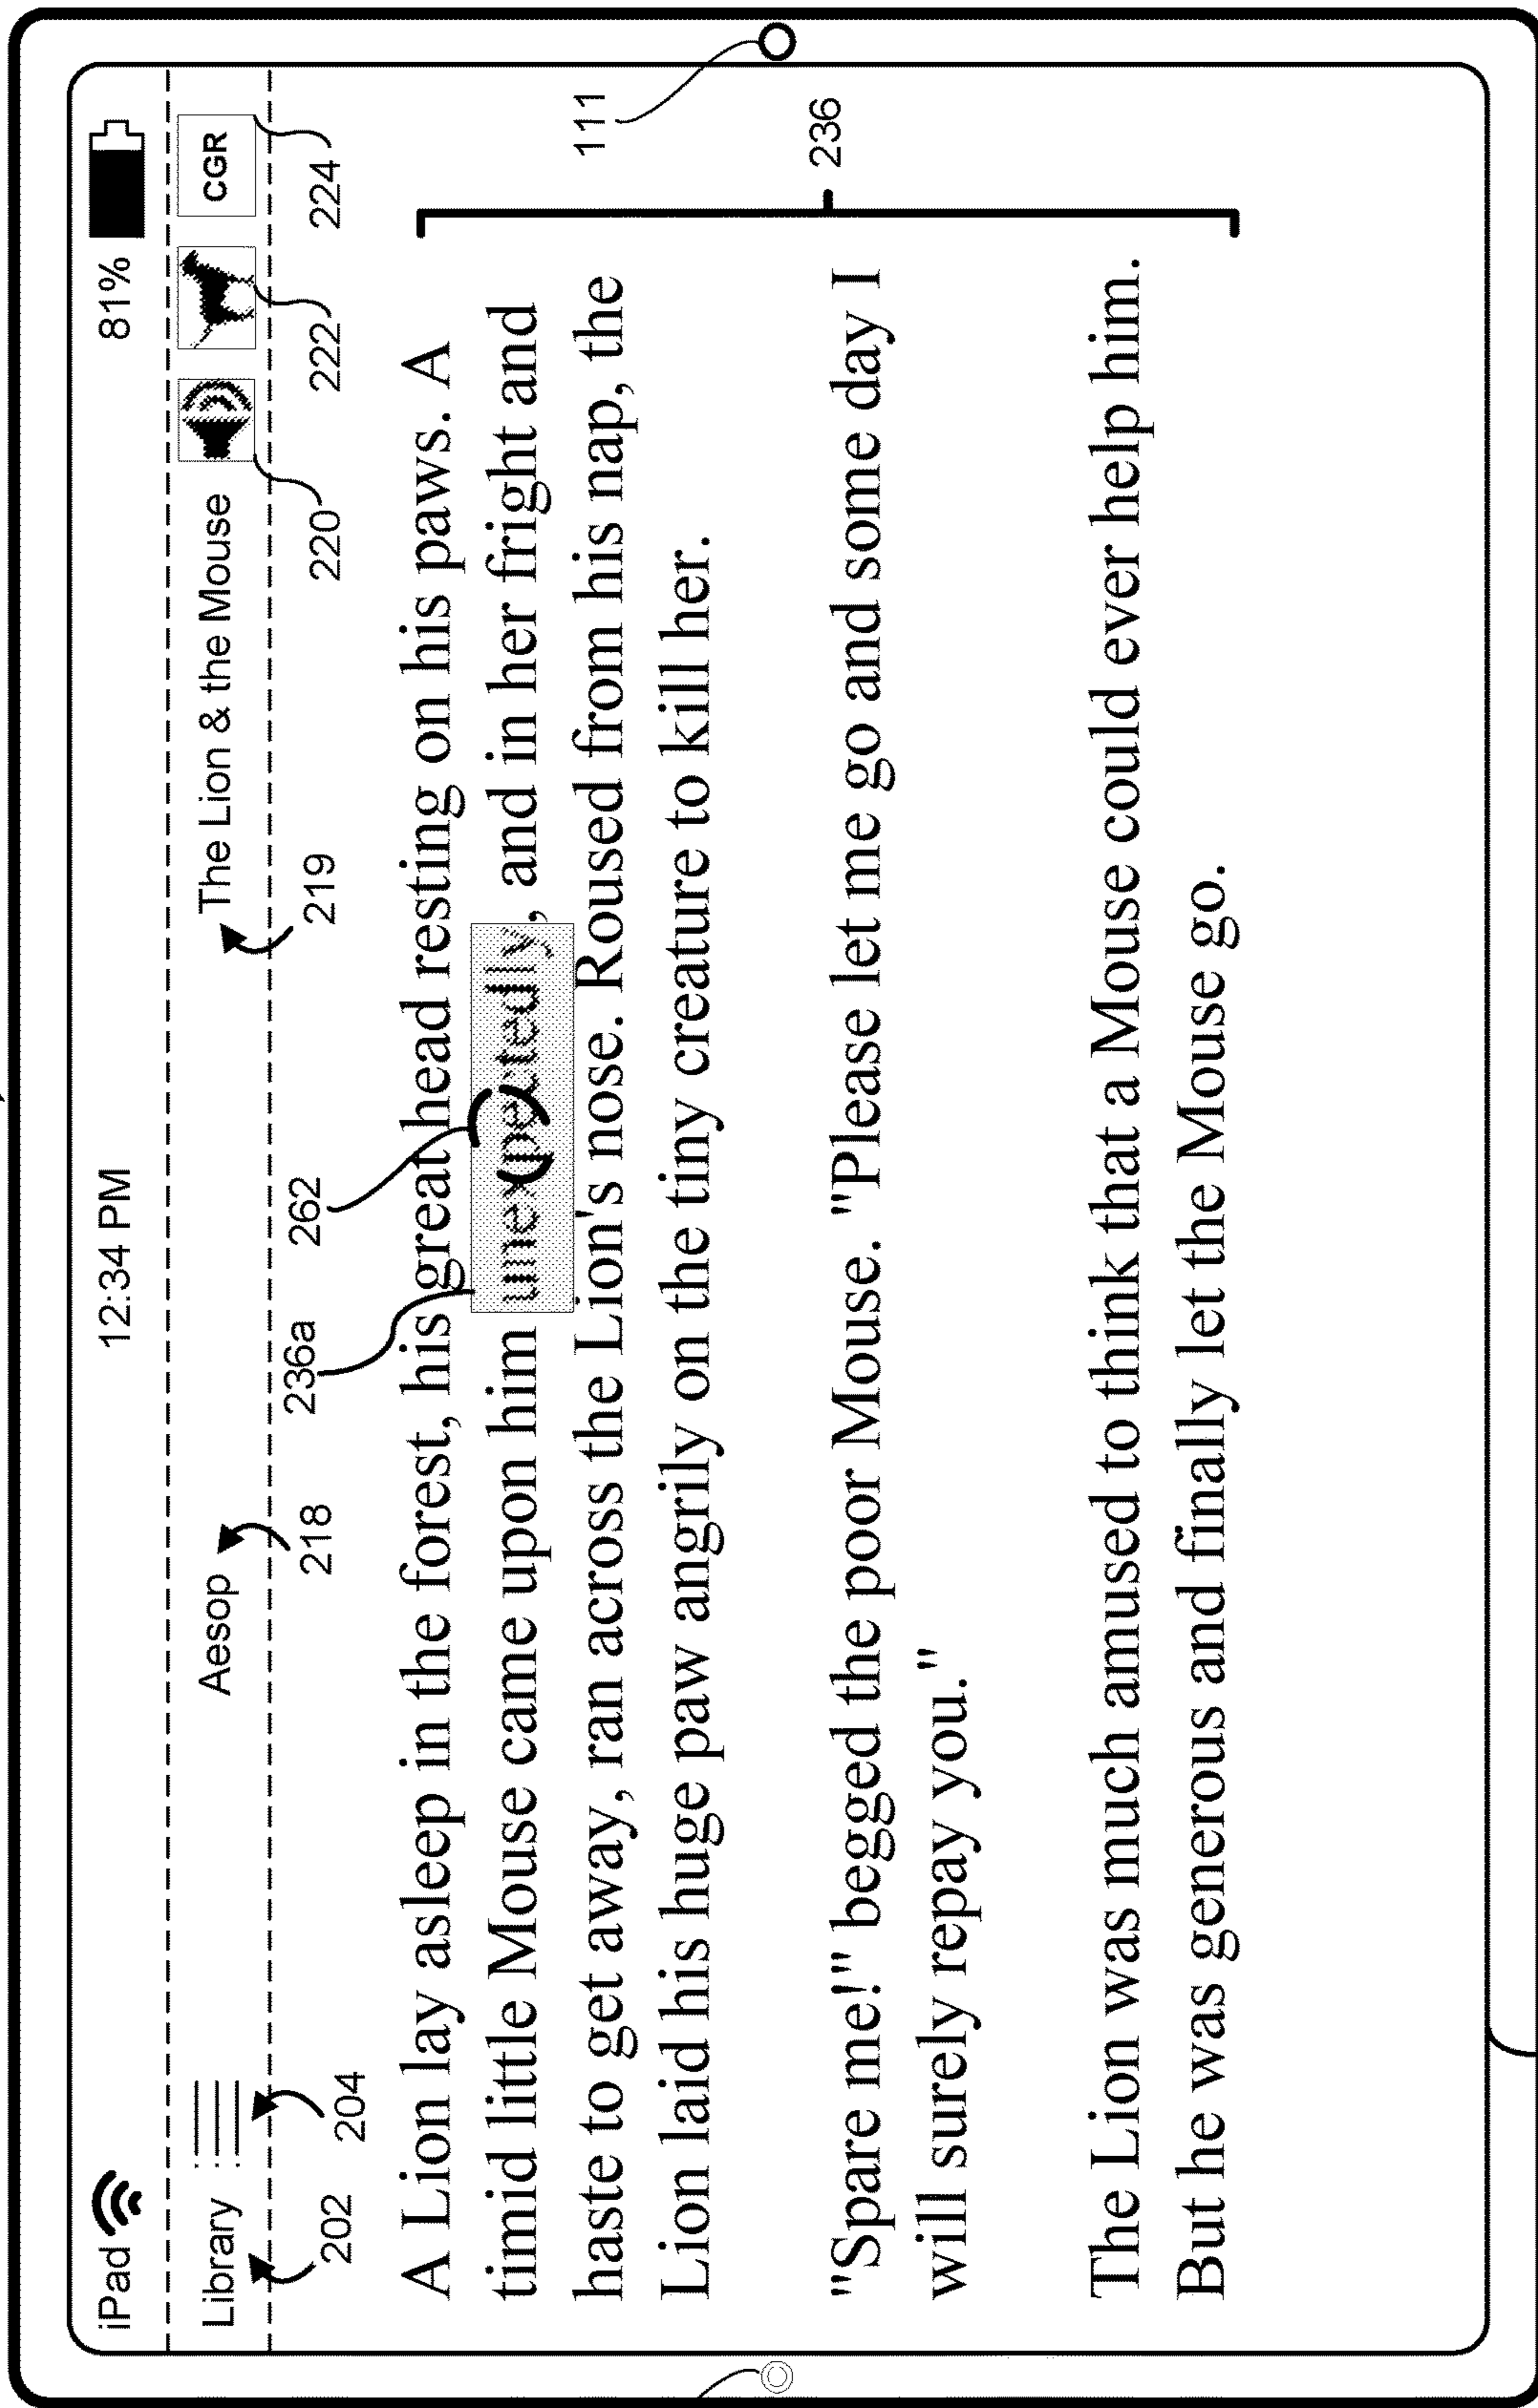 iPad 12:34 PM 81%
Library Aesop The Lion & the Mouse CGR
202 204 218 219 220 222 224
236a 262
A Lion lay asleep in the forest, his great head resting on his paws. A
timid little Mouse came upon him unexpectedly, and in her fright and
haste to get away, ran across the Lion's nose. Roused from his nap, the
Lion laid his huge paw angrily on the tiny creature to kill her.
111
"Spare me!" begged the poor Mouse. "Please let me go and some day I
will surely repay you."
236
The Lion was much amused to think that a Mouse could ever help him.
But he was generous and finally let the Mouse go.